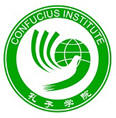 CONFUCIUS INSTITUTE
孔子学院